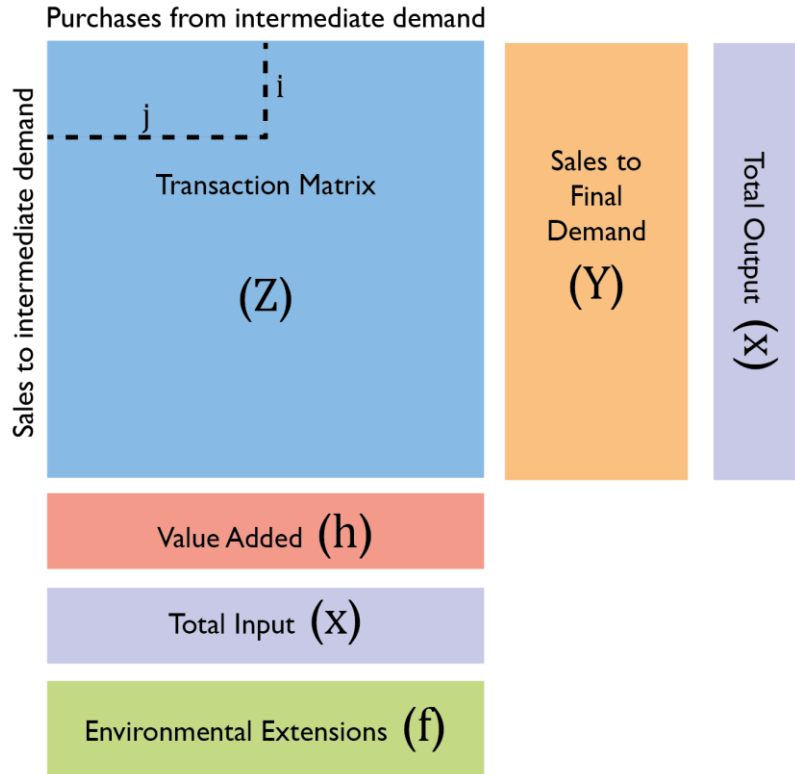 Purchases from intermediate demand
Sales to intermediate demand
i
j
Transaction Matrix
(Z)
Sales to
Final
Demand
(Y)
Total Output (x)
Value Added (h)
Total Input (x)
Environmental Extensions (f)